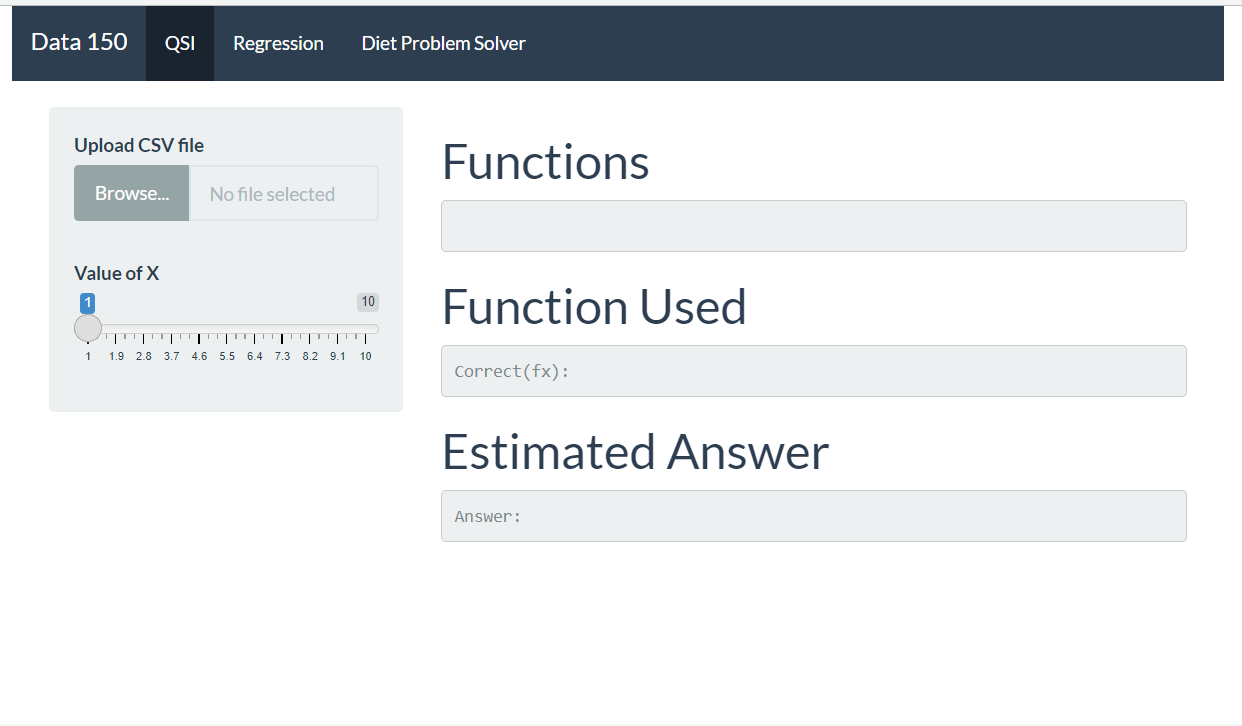 Data 150 QSI Regression Diet Problem Solver
Upload CSV file
Browse... No file selected
Value of X
1 10
1 1.9 2.8 3.7 4.6 5.5 6.4 7.3 8.2 9.1 10
Functions
Function Used
Correct(fx):
Estimated Answer
Answer: